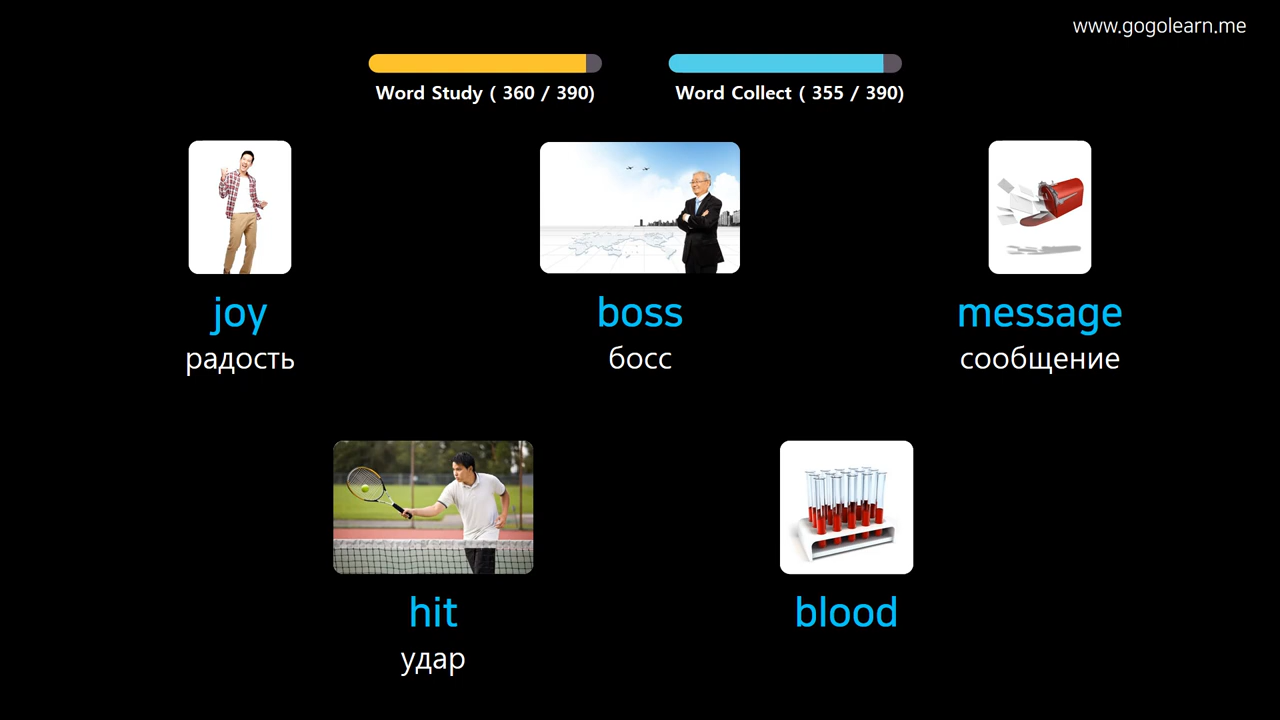 www.gogolearn.me
Word Study ( 360 / 390)
Word Collect ( 355 / 390)
joy
радость
boss
босс
message
сообщение
hit
удар
blood